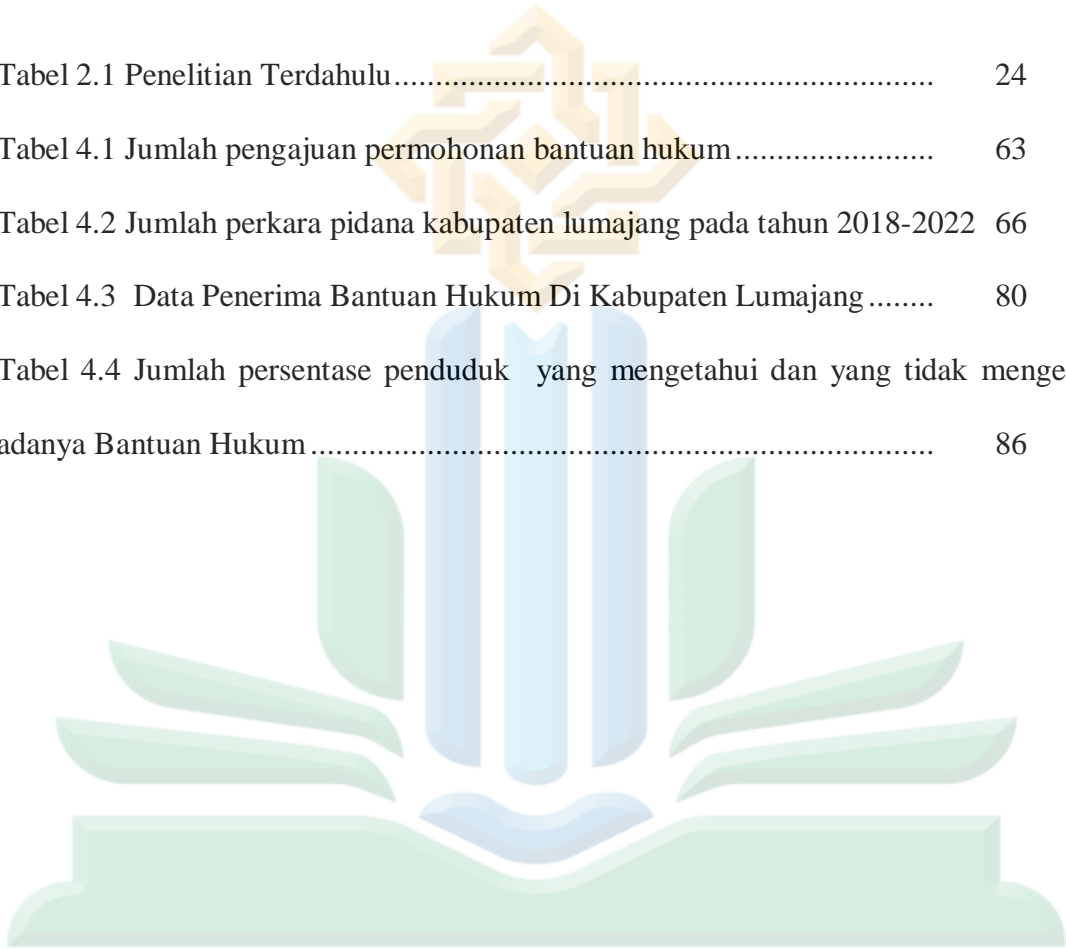 Tabel 2.1 Penelitian Terdahulu................................................................. 24
Tabel 4.1 Jumlah pengajuan permohonan bantuan hukum........................ 63
Tabel 4.2 Jumlah perkara pidana kabupaten lumajang pada tahun 2018-2022 66
Tabel 4.3 Data Penerima Bantuan Hukum Di Kabupaten Lumajang........ 80
Tabel 4.4 Jumlah persentase penduduk yang mengetahui dan yang tidak menge
adanya Bantuan Hukum........................................................................... 86